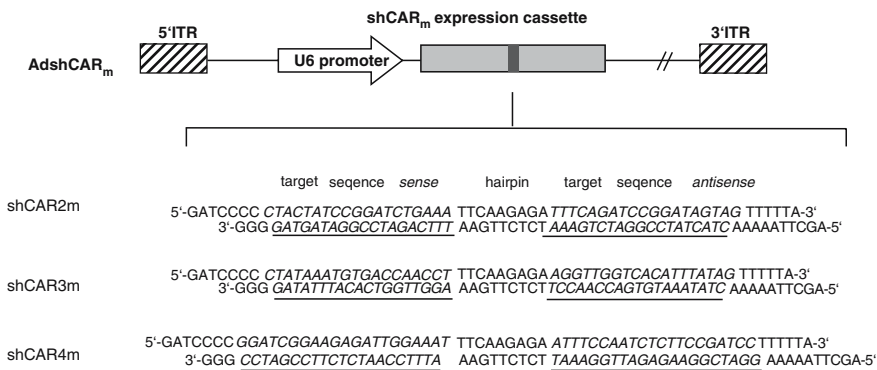 shCARm expression cassette
5‘ITR 3‘ITR
AdshCARm U6 promoter
target seqence sense hairpin target seqence antisense
shCAR2m
5‘-GATCCCC CTACTATCCGGATCTGAAA TTCAAGAGA TTTCAGATCCGGATAGTAG TTTTTA-3‘
3‘-GGG GATGATAGGCCTAGACTTT AAGTTCTCT AAAGTCTAGGCCTATCATC AAAAATTCGA-5‘
shCAR3m
5‘-GATCCCC CTATAAATGTGACCAACCT TTCAAGAGA AGGTTGGTCACATTTATAG TTTTTA-3‘
3‘-GGG GATATTTACACTGGTTGGA AAGTTCTCT TCCAACCAGTGTAAATATC AAAAATTCGA-5‘
shCAR4m
5‘-GATCCCC GGATCGGAAGAGATTGGAAAT TTCAAGAGA ATTTCCAATCTCTTCCGATCC TTTTTA-3‘
3‘-GGG CCTAGCCTTCTCTAACCTTTA AAGTTCTCT TAAAGGTTAGAGAAGGCTAGG AAAAATTCGA-5‘